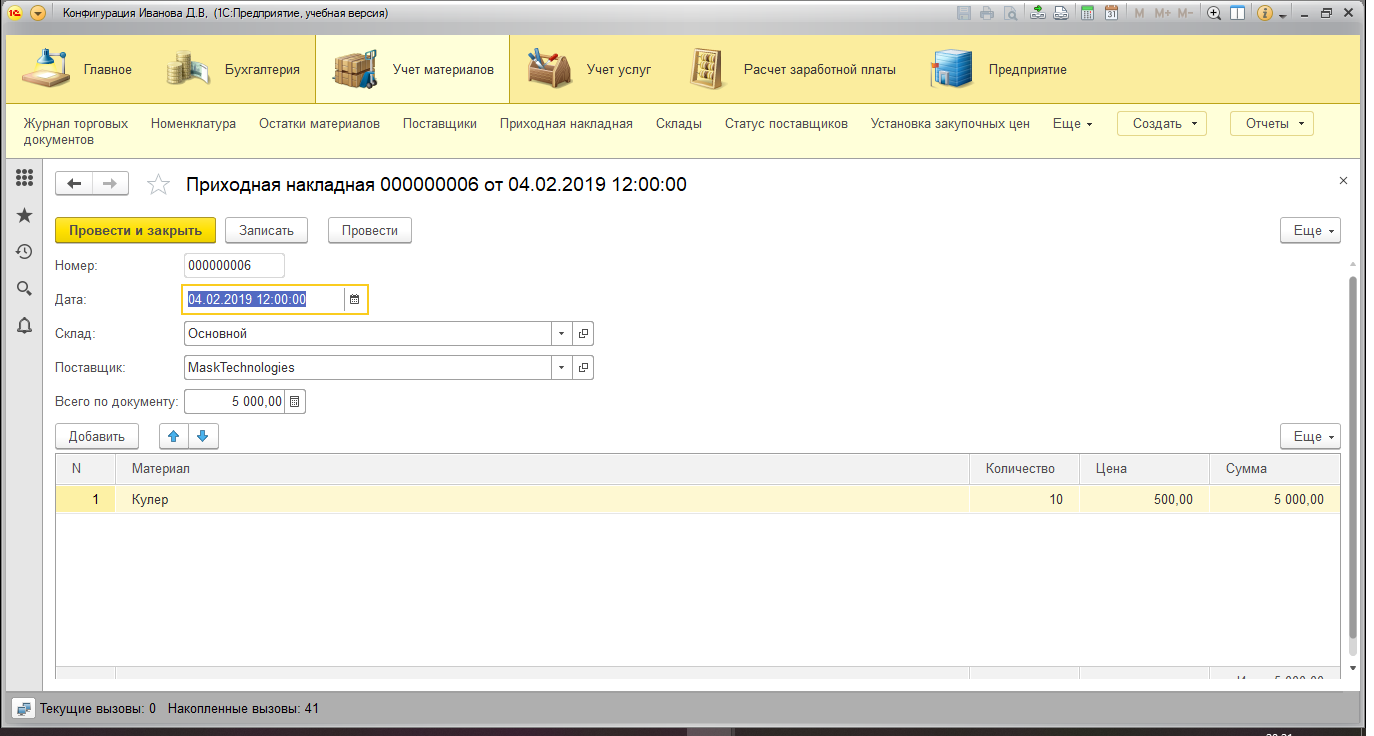 Конфигурация Иванова Д.В, (1С:Предприятие, учебная версия)
M M+ M-
Главное Бухгалтерия Учет материалов Учет услуг Расчет заработной платы Предприятие
Журнал торговых документов Номенклатура Остатки материалов Поставщики Приходная накладная Склады Статус поставщиков Установка закупочных цен Еще Создать Отчеты
Приходная накладная 000000006 от 04.02.2019 12:00:00
Провести и закрыть Записать Провести Еще
Номер: 000000006
Дата: 04.02.2019 12:00:00
Склад: Основной
Поставщик: MaskTechnologies
Всего по документу: 5 000,00
Добавить Еще
N Материал Количество Цена Сумма
1 Кулер 10 500,00 5 000,00
Текущие вызовы: 0 Накопленные вызовы: 41